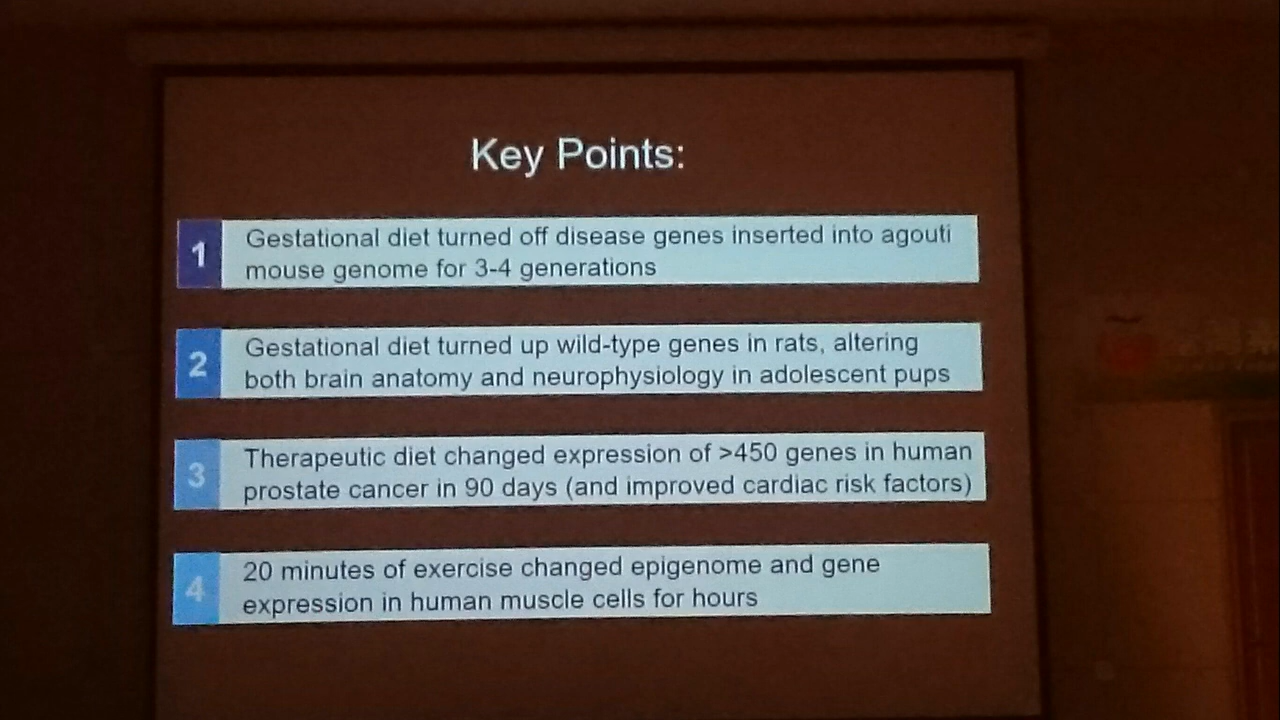 Key Points:
1
Gestational diet turned off disease genes inserted into agouti
mouse genome for 3-4 generations
2
Gestational diet turned up wild-type genes in rats, altering
both brain anatomy and neurophysiology in adolescent pups
3
Therapeutic diet changed expression of >450 genes in human
prostate cancer in 90 days (and improved cardiac risk factors)
4
20 minutes of exercise changed epigenome and gene
expression in human muscle cells for hours